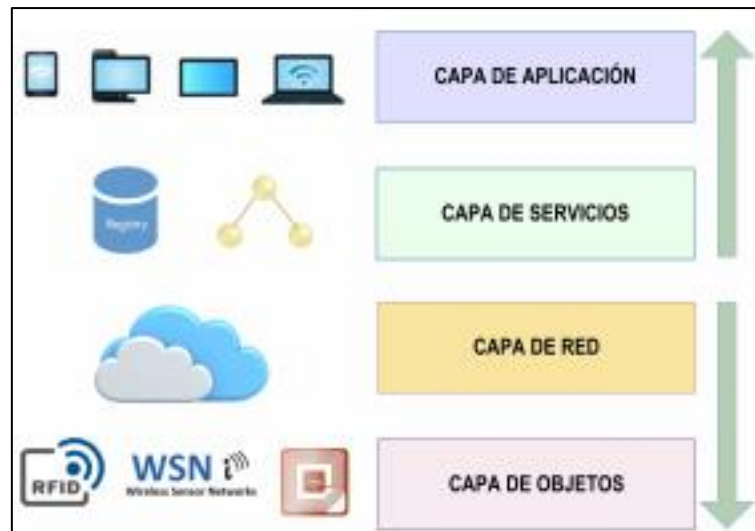 CAPA DE APLICACIÓN
Registry
CAPA DE SERVICIOS
CAPA DE RED
RFID
WSN
Wireless Sensor Networks
CAPA DE OBJETOS